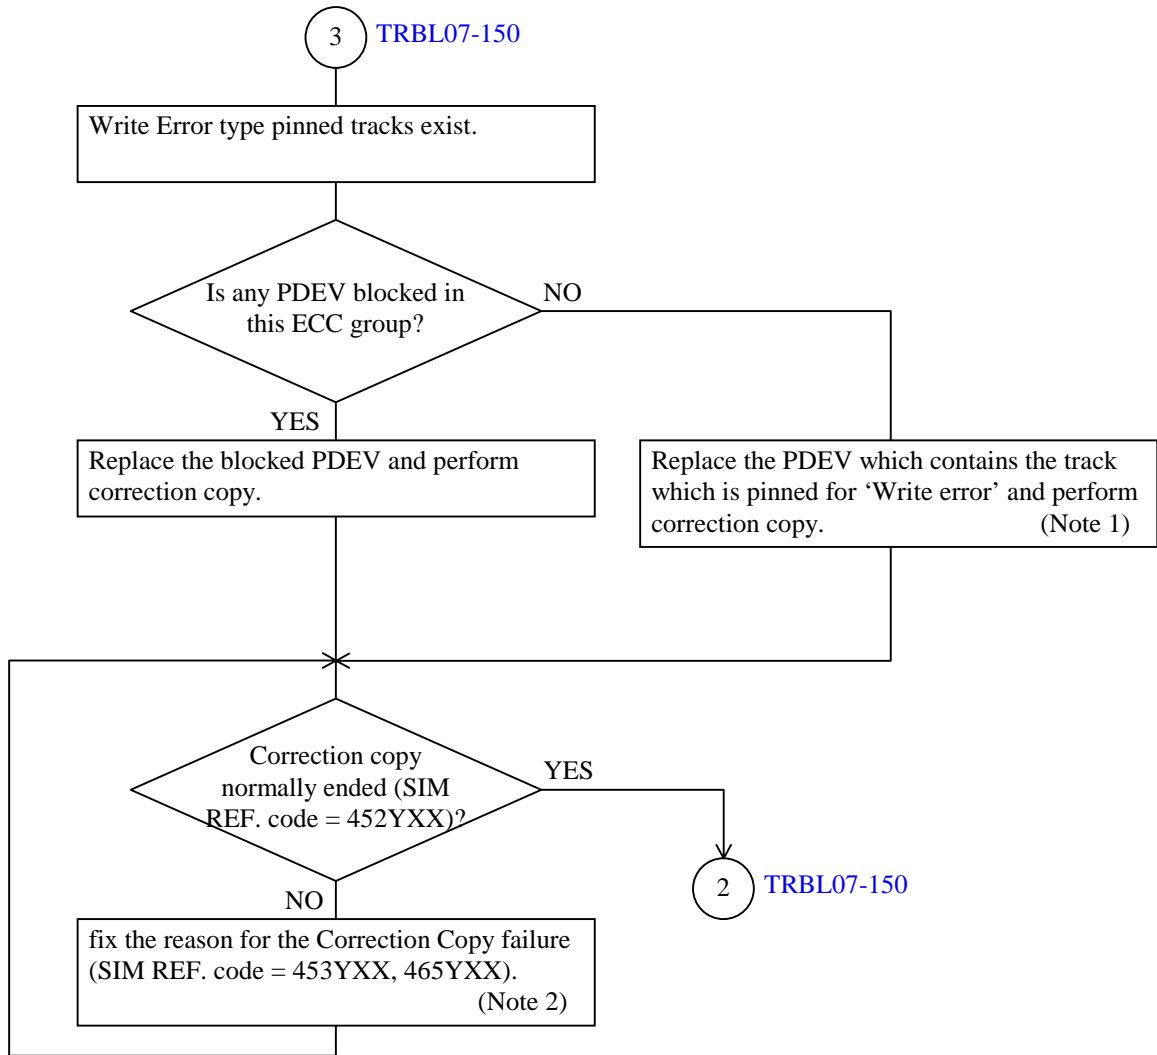 3
TRBL07-150
Write Error type pinned tracks exist.
Is any PDEV blocked in
this ECC group?
NO
YES
Replace the blocked PDEV and perform
correction copy.
Replace the PDEV which contains the track
which is pinned for ‘Write error’ and perform
correction copy. (Note 1)
Correction copy
normally ended (SIM
REF. code = 452YXX)?
YES
2
TRBL07-150
NO
fix the reason for the Correction Copy failure
(SIM REF. code = 453YXX, 465YXX).
(Note 2)